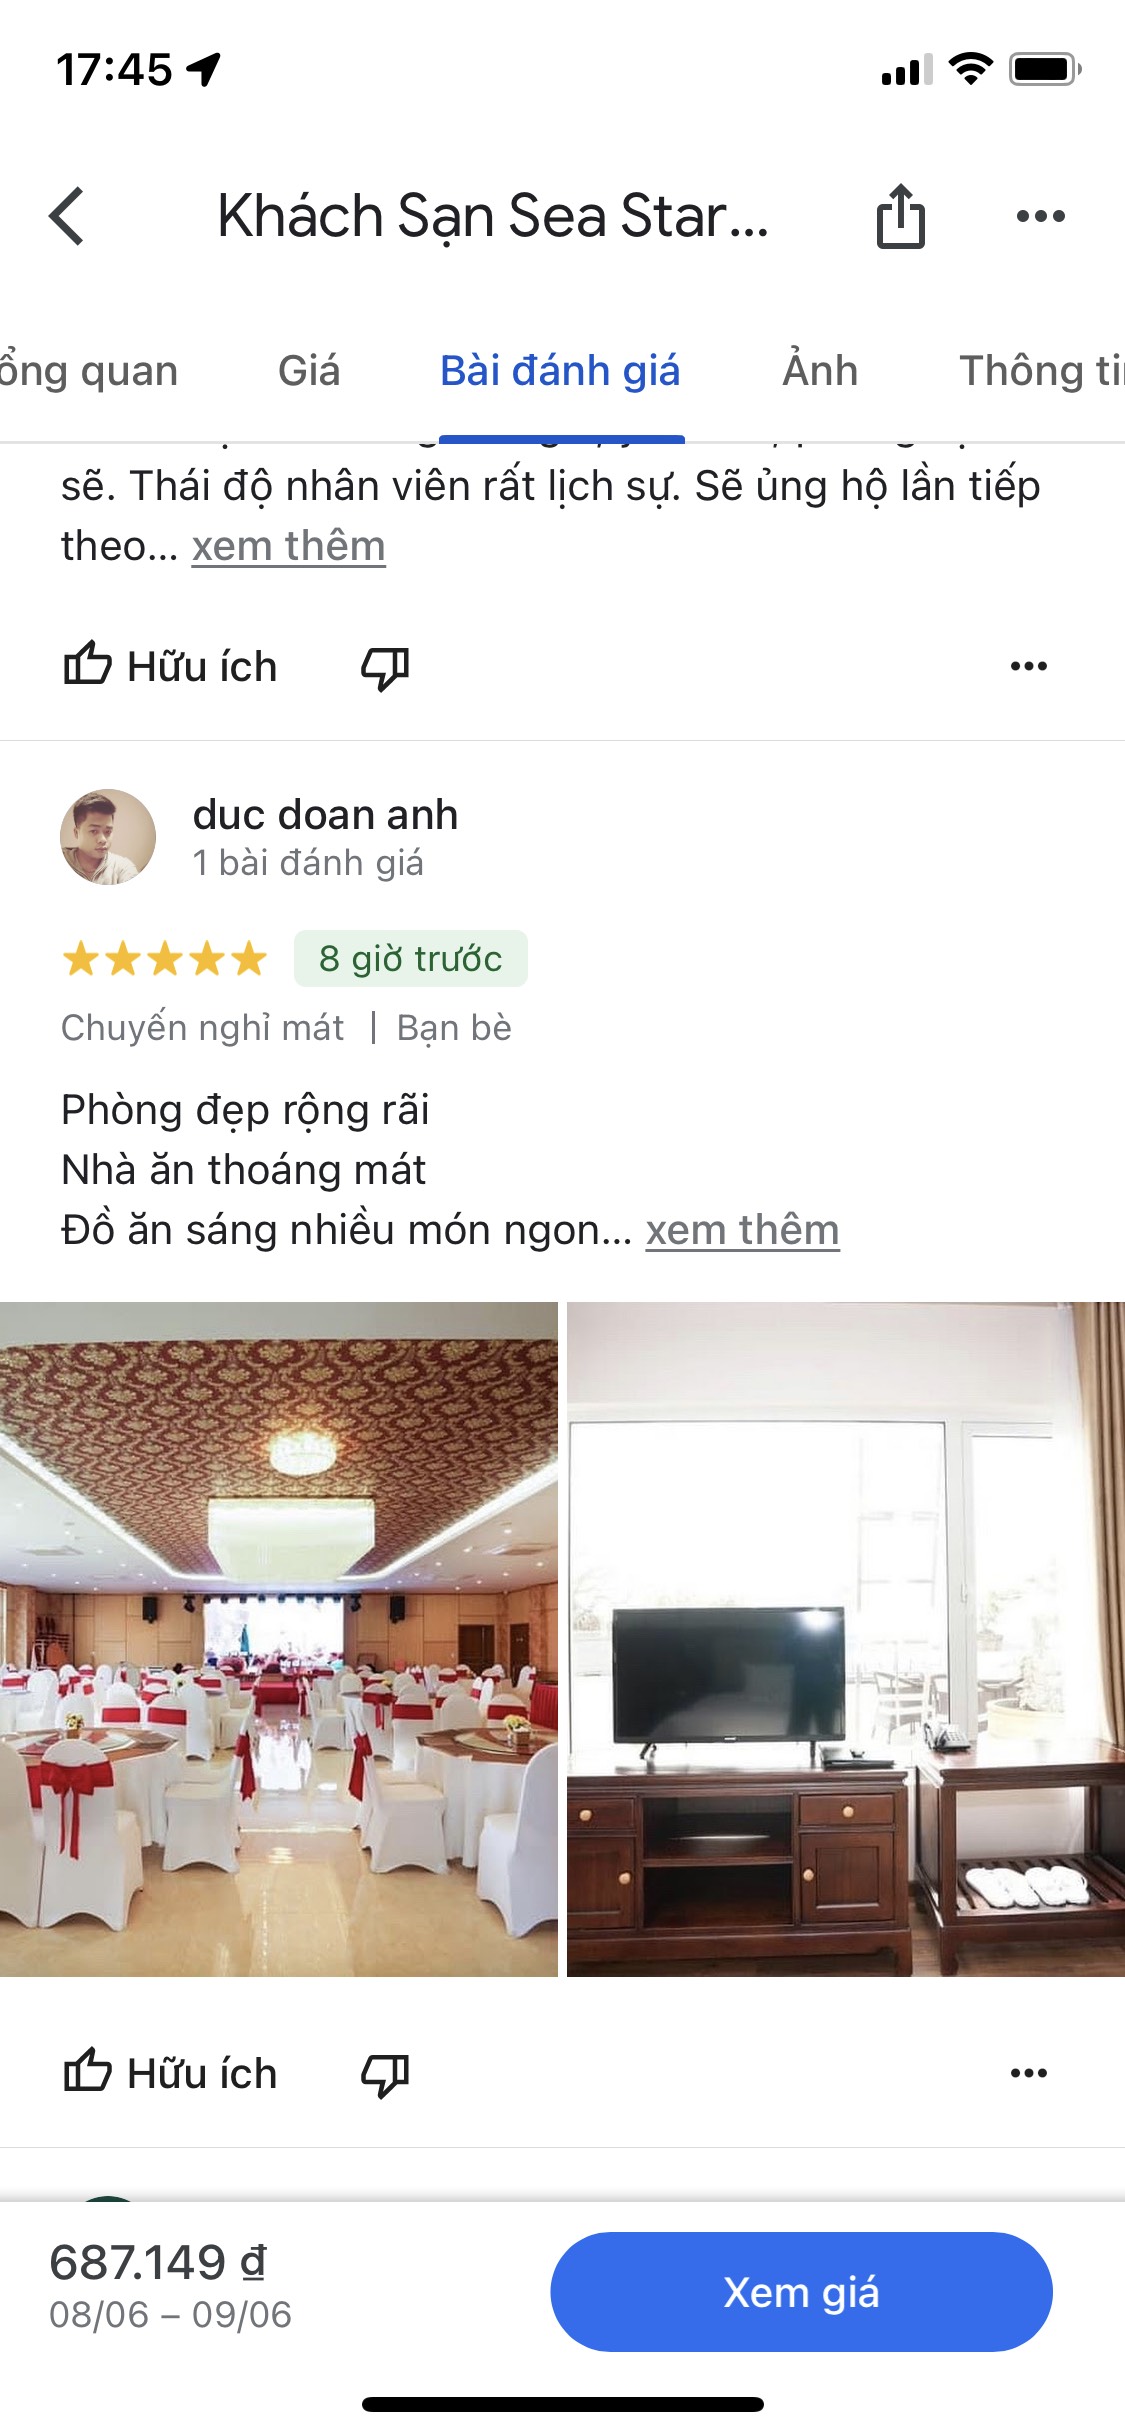 17:45
Khách Sạn Sea Star...
ổng quan
Giá
Bài đánh giá
Ảnh
Thông ti
sẽ. Thái độ nhân viên rất lịch sự. Sẽ ủng hộ lần tiếp
theo... xem thêm
Hữu ích
duc doan anh
1 bài đánh giá
8 giờ trước
Chuyến nghỉ mát | Bạn bè
Phòng đẹp rộng rãi
Nhà ăn thoáng mát
Đồ ăn sáng nhiều món ngon... xem thêm
Hữu ích
687.149 ₫
08/06 – 09/06
Xem giá